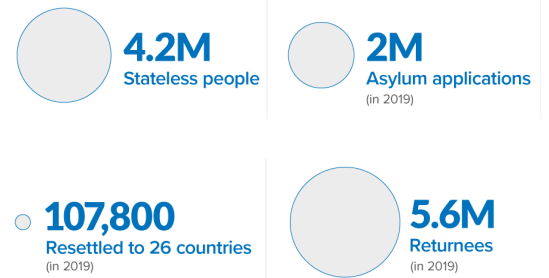 4.2M
Stateless people
2M
Asylum applications
(in 2019)
107,800
Resettled to 26 countries
(in 2019)
5.6M
Returnees
(in 2019)